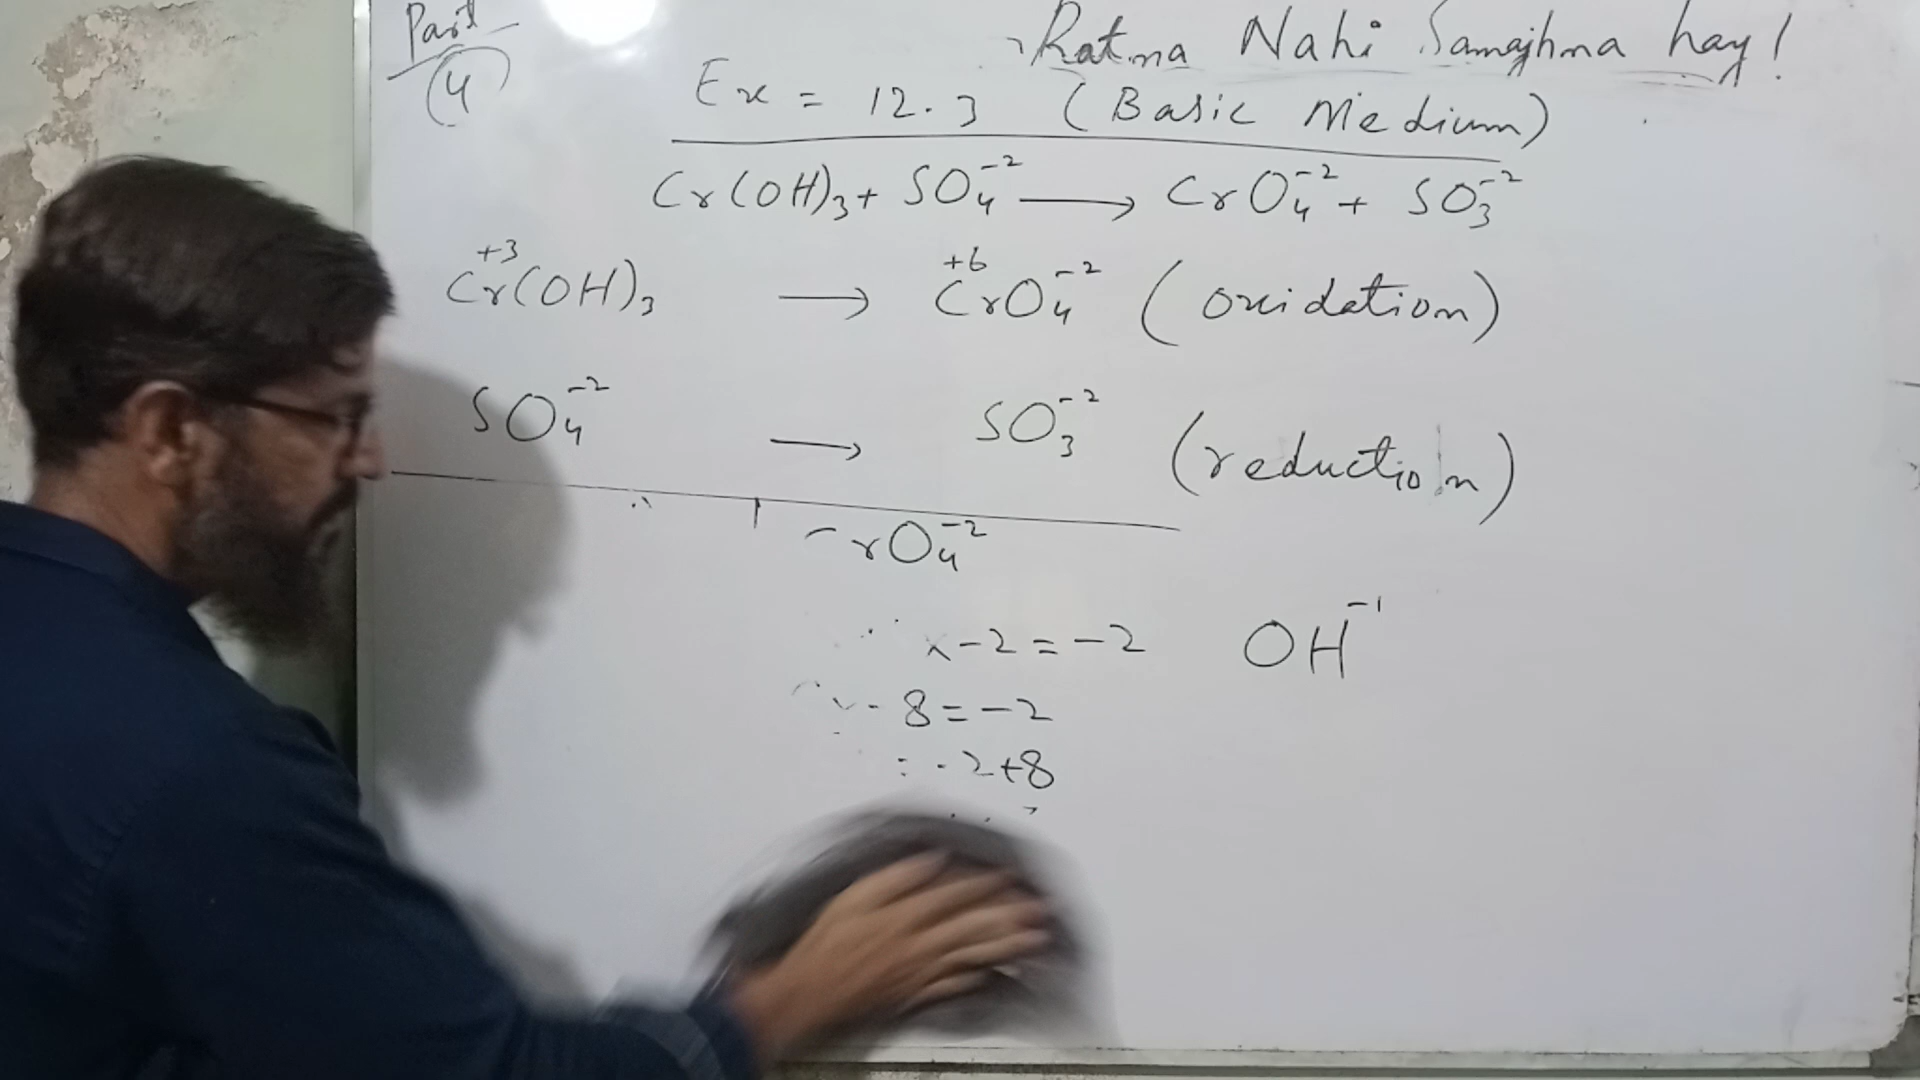 Part
(4)
Ratna Nahi Samajhna hay!
Ex = 12.3 (Basic Medium)
Cr(OH)₃ + SO₄⁻² ⟶ CrO₄⁻² + SO₃⁻²
Cr⁺³(OH)₃ → Cr⁺⁶O₄⁻² (oxidation)
SO₄⁻² → SO₃⁻² (reduction)
rO₄⁻²
x-2 = -2
OH⁻¹
- 8 = -2
= -2+8